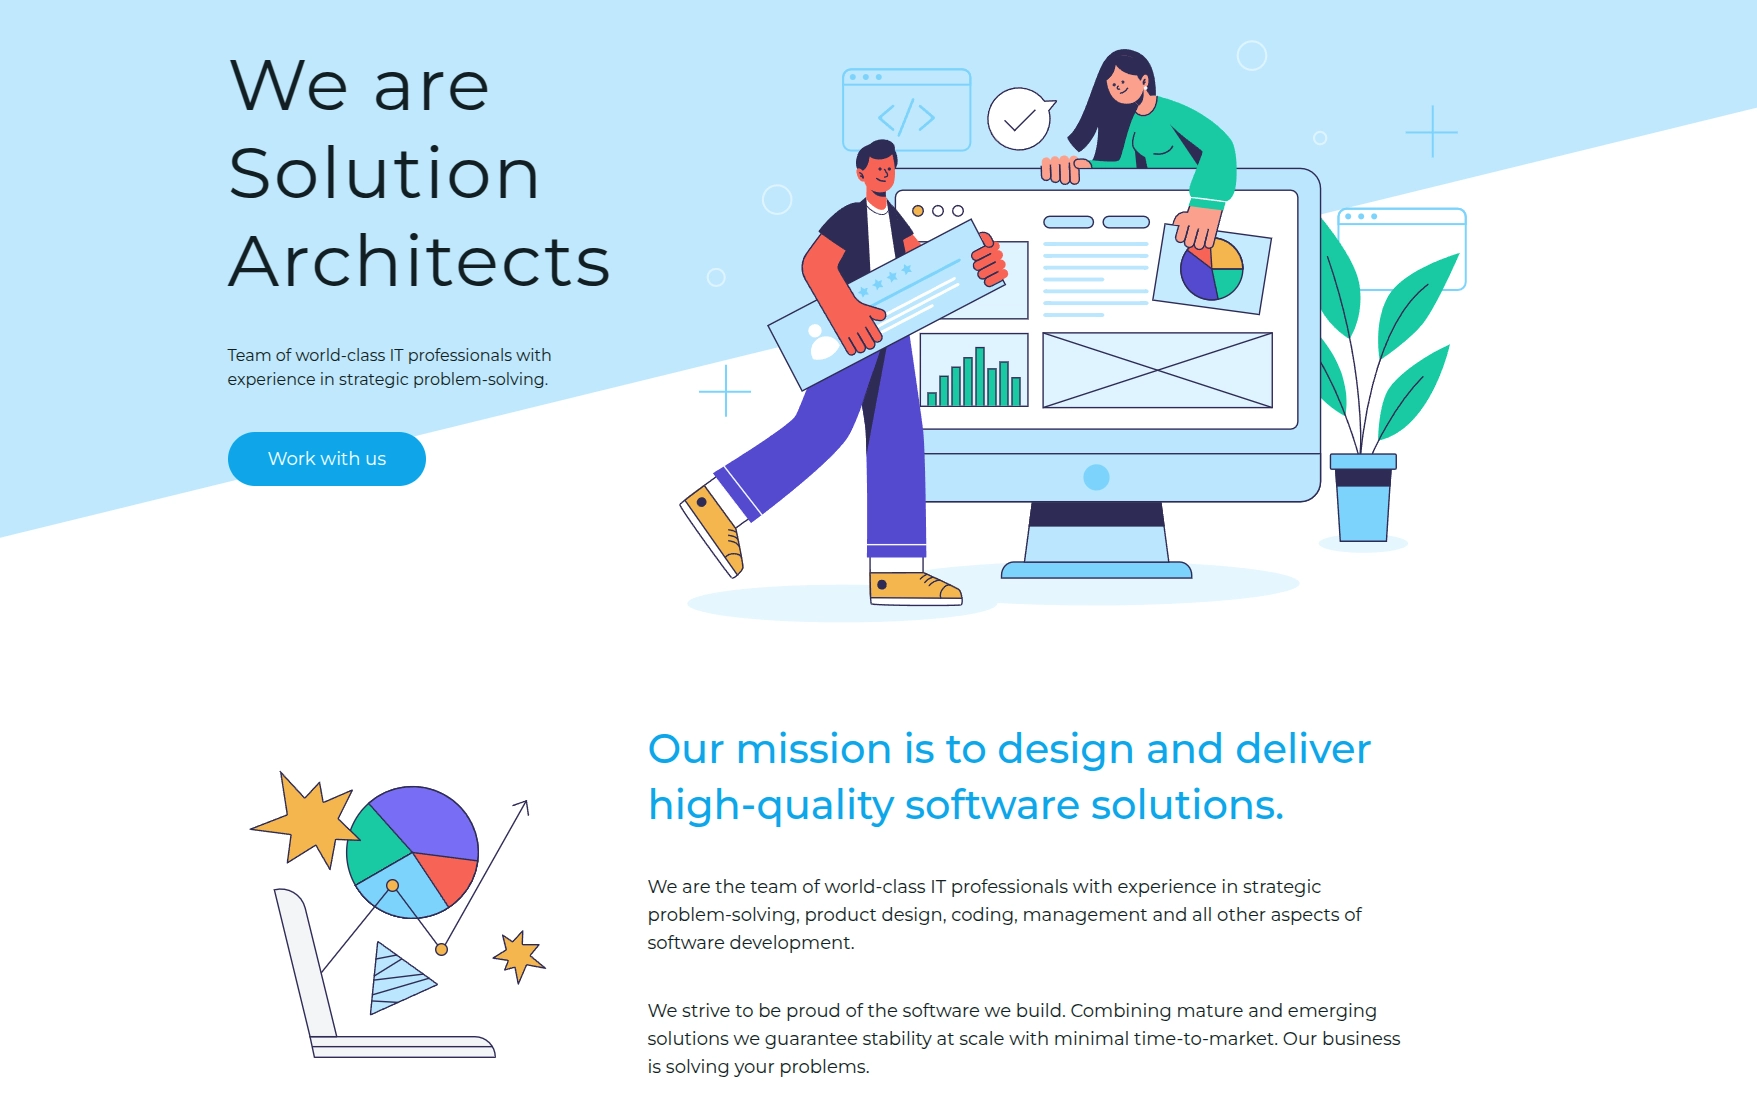 We are
Solution
Architects
Team of world-class IT professionals with
experience in strategic problem-solving.
Work with us
</>
Our mission is to design and deliver
high-quality software solutions.
We are the team of world-class IT professionals with experience in strategic
problem-solving, product design, coding, management and all other aspects of
software development.
We strive to be proud of the software we build. Combining mature and emerging
solutions we guarantee stability at scale with minimal time-to-market. Our business
is solving your problems.